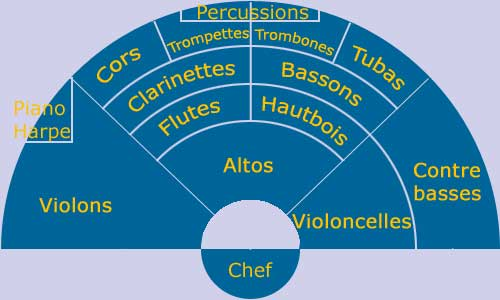 Percussions
Cors
Trompettes
Trombones
Tubas
Clarinettes
Bassons
Piano
Harpe
Flutes
Hautbois
Altos
Contre
basses
Violons
Violoncelles
Chef